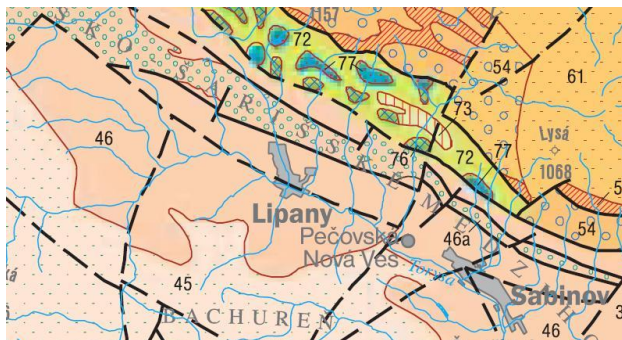 1157
72
77
54
61
73
Lysá
1068
46
76
72
77
Lipany
Pečovská
Nová Ves
46a
54
Torysa
45
Sabinov
BACHUREŇ
46